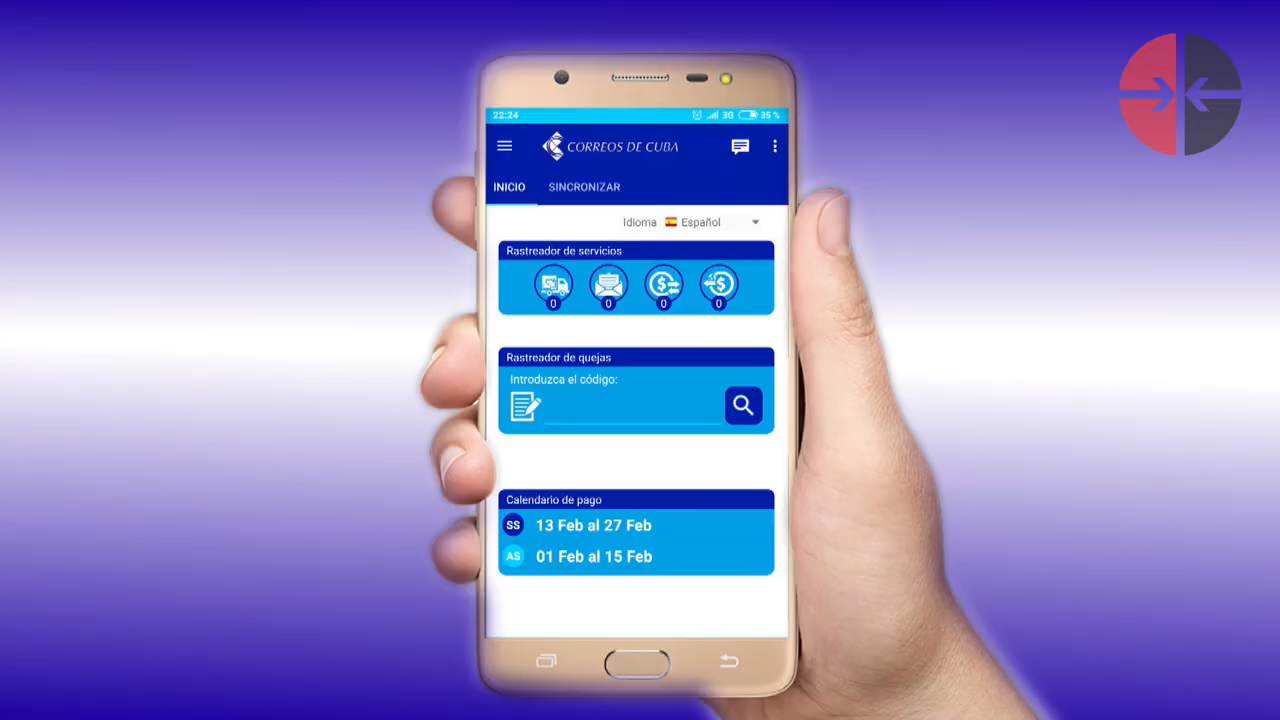 22:24 3G 35 %
CORREOS DE CUBA
INICIO SINCRONIZAR
Idioma Español
Rastreador de servicios
0 0 0 0
Rastreador de quejas
Introduzca el código:
Calendario de pago
SS 13 Feb al 27 Feb
AS 01 Feb al 15 Feb